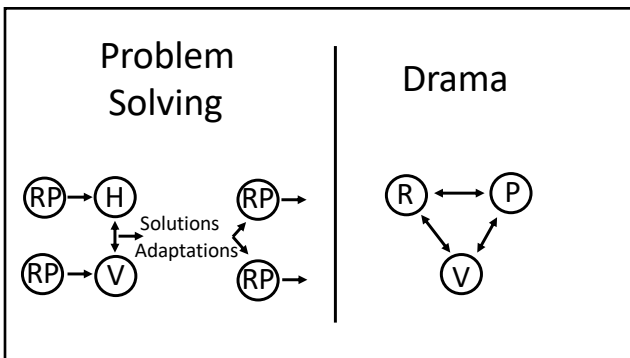 Problem
Solving
Drama
RP
H
RP
Solutions
Adaptations
RP
V
RP
R
P
V